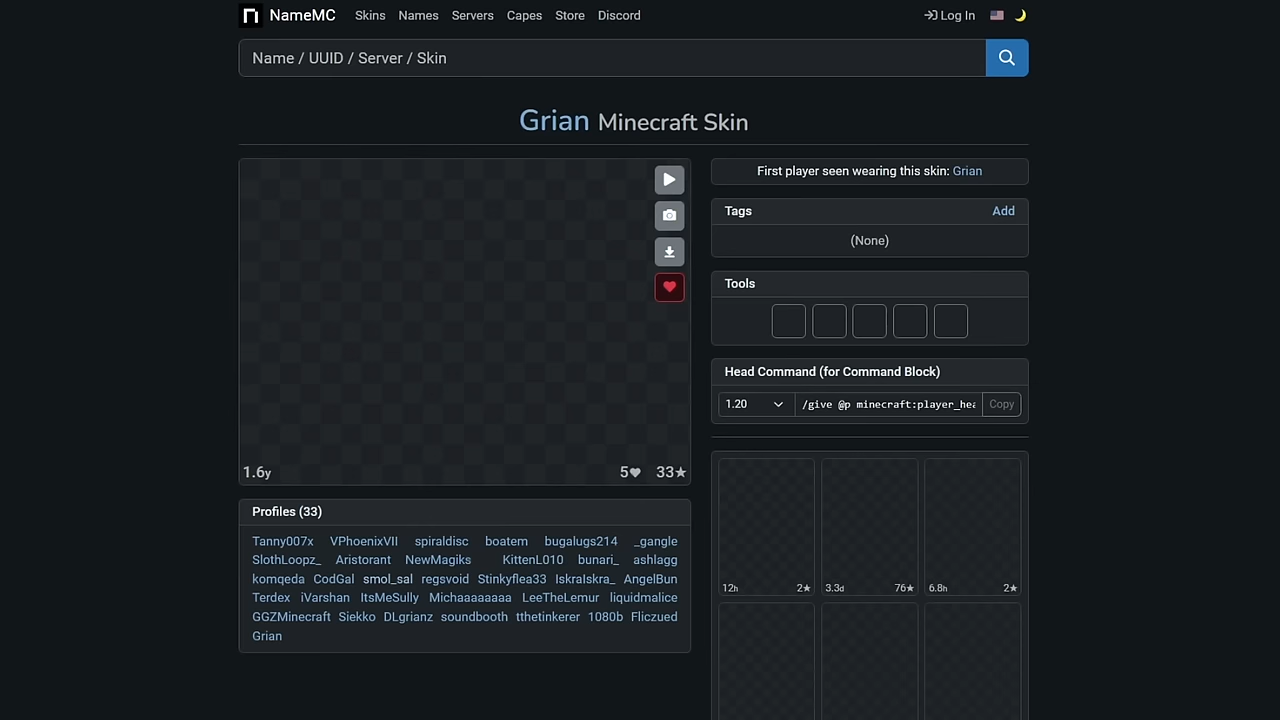 NameMC Skins Names Servers Capes Store Discord Log In
Name / UUID / Server / Skin
Grian Minecraft Skin
First player seen wearing this skin: Grian
Tags Add
(None)
Tools
Head Command (for Command Block)
1.20 /give @p minecraft:player_hea Copy
1.6y 5♥ 33★
Profiles (33)
Tanny007x VPhoenixVII spiraldisc boatem bugalugs214 _gangle
SlothLoopz_ Aristorant NewMagiks KittenL010 bunari_ ashlagg
komqeda CodGal smol_sal regsvoid Stinkyflea33 IskraIskra_ AngelBun
Terdex iVarshan ItsMeSully Michaaaaaaaa LeeTheLemur liquidmalice
GGZMinecraft Siekko DLgrianz soundbooth tthetinkerer 1080b Fliczued
Grian
12h 2★ 3.3d 76★ 6.8h 2★